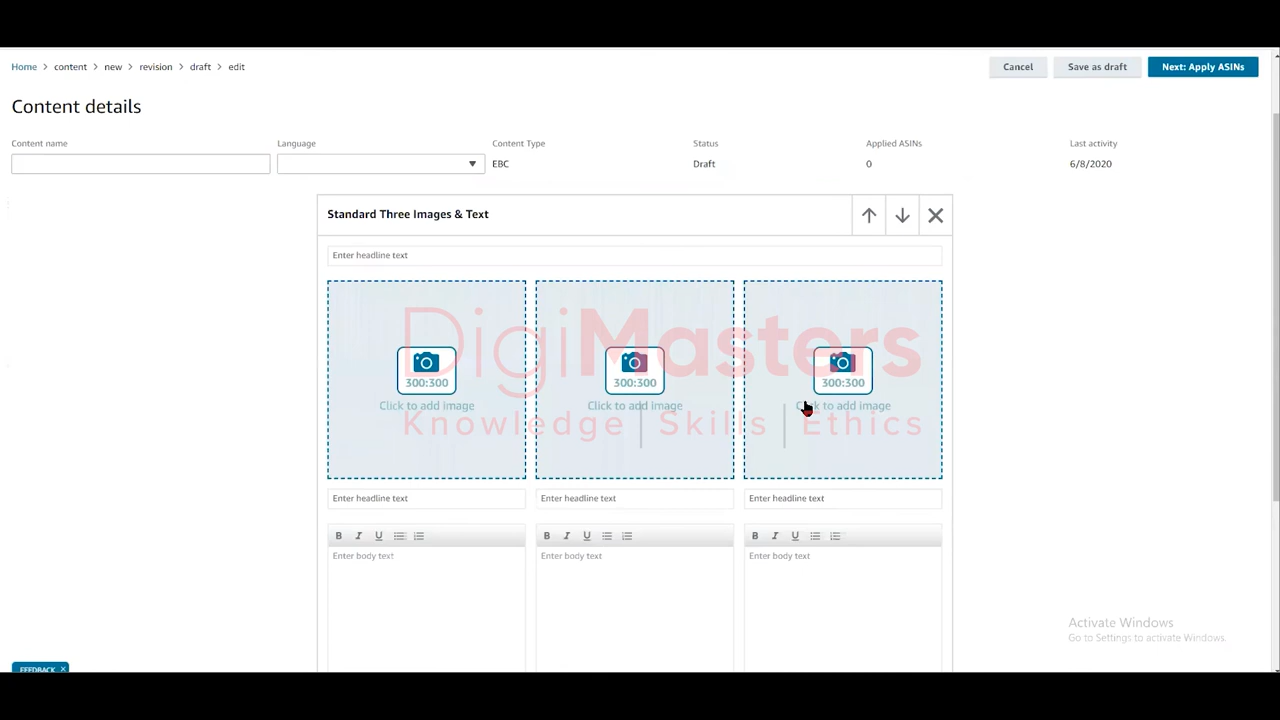 Home > content > new > revision > draft > edit
Cancel
Save as draft
Next: Apply ASINs
Content details
Content name
Language
Content Type
Status
Applied ASINs
Last activity
EBC
Draft
0
6/8/2020
Standard Three Images & Text
Enter headline text
DigiMasters
300:300
300:300
300:300
Click to add image
Click to add image
Click to add image
Knowledge | Skills | Ethics
Enter headline text
Enter headline text
Enter headline text
B I U
B I U
B I U
Enter body text
Enter body text
Enter body text
Activate Windows
Go to Settings to activate Windows.
FEEDBACK ×